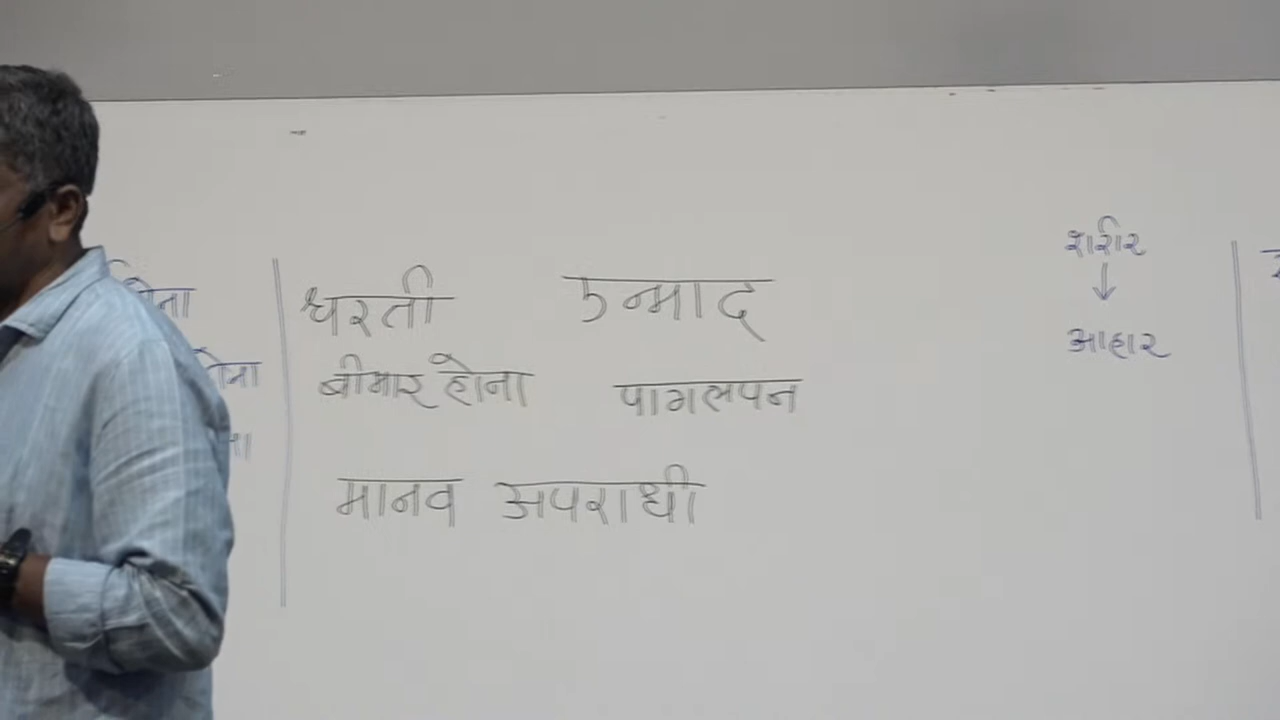 धरती उन्माद
बीमार होना पागलपन
मानव अपराधी
शरीर
↓
आहार